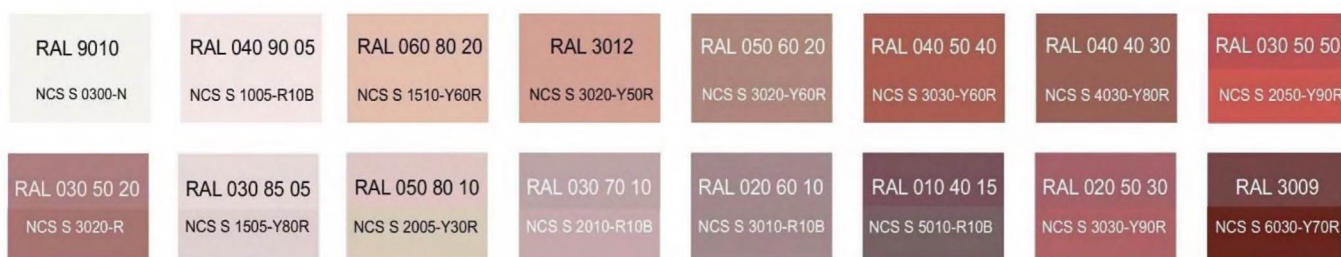 RAL 9010
NCS S 0300-N
RAL 040 90 05
NCS S 1005-R10B
RAL 060 80 20
NCS S 1510-Y60R
RAL 3012
NCS S 3020-Y50R
RAL 050 60 20
NCS S 3020-Y60R
RAL 040 50 40
NCS S 3030-Y60R
RAL 040 40 30
NCS S 4030-Y80R
RAL 030 50 50
NCS S 2050-Y90R
RAL 030 50 20
NCS S 3020-R
RAL 030 85 05
NCS S 1505-Y80R
RAL 050 80 10
NCS S 2005-Y30R
RAL 030 70 10
NCS S 2010-R10B
RAL 020 60 10
NCS S 3010-R10B
RAL 010 40 15
NCS S 5010-R10B
RAL 020 50 30
NCS S 3030-Y90R
RAL 3009
NCS S 6030-Y70R